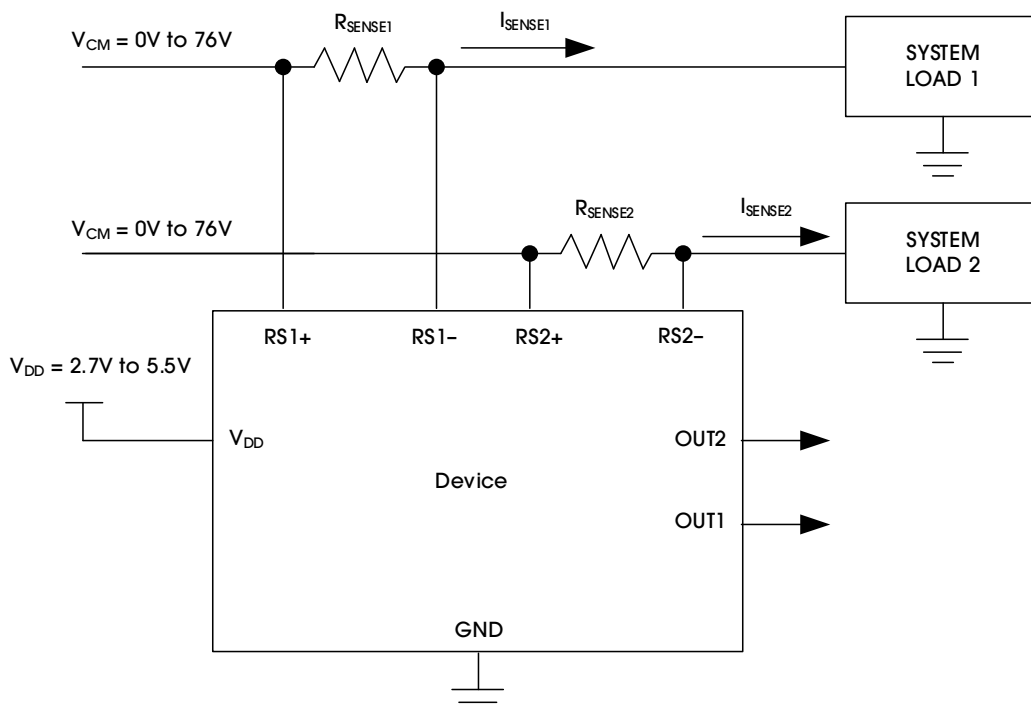 R_SENSE1
I_SENSE1
V_CM = 0V to 76V
SYSTEM
LOAD 1
R_SENSE2
I_SENSE2
V_CM = 0V to 76V
SYSTEM
LOAD 2
RS1+
RS1–
RS2+
RS2–
V_DD = 2.7V to 5.5V
V_DD
OUT2
Device
OUT1
GND